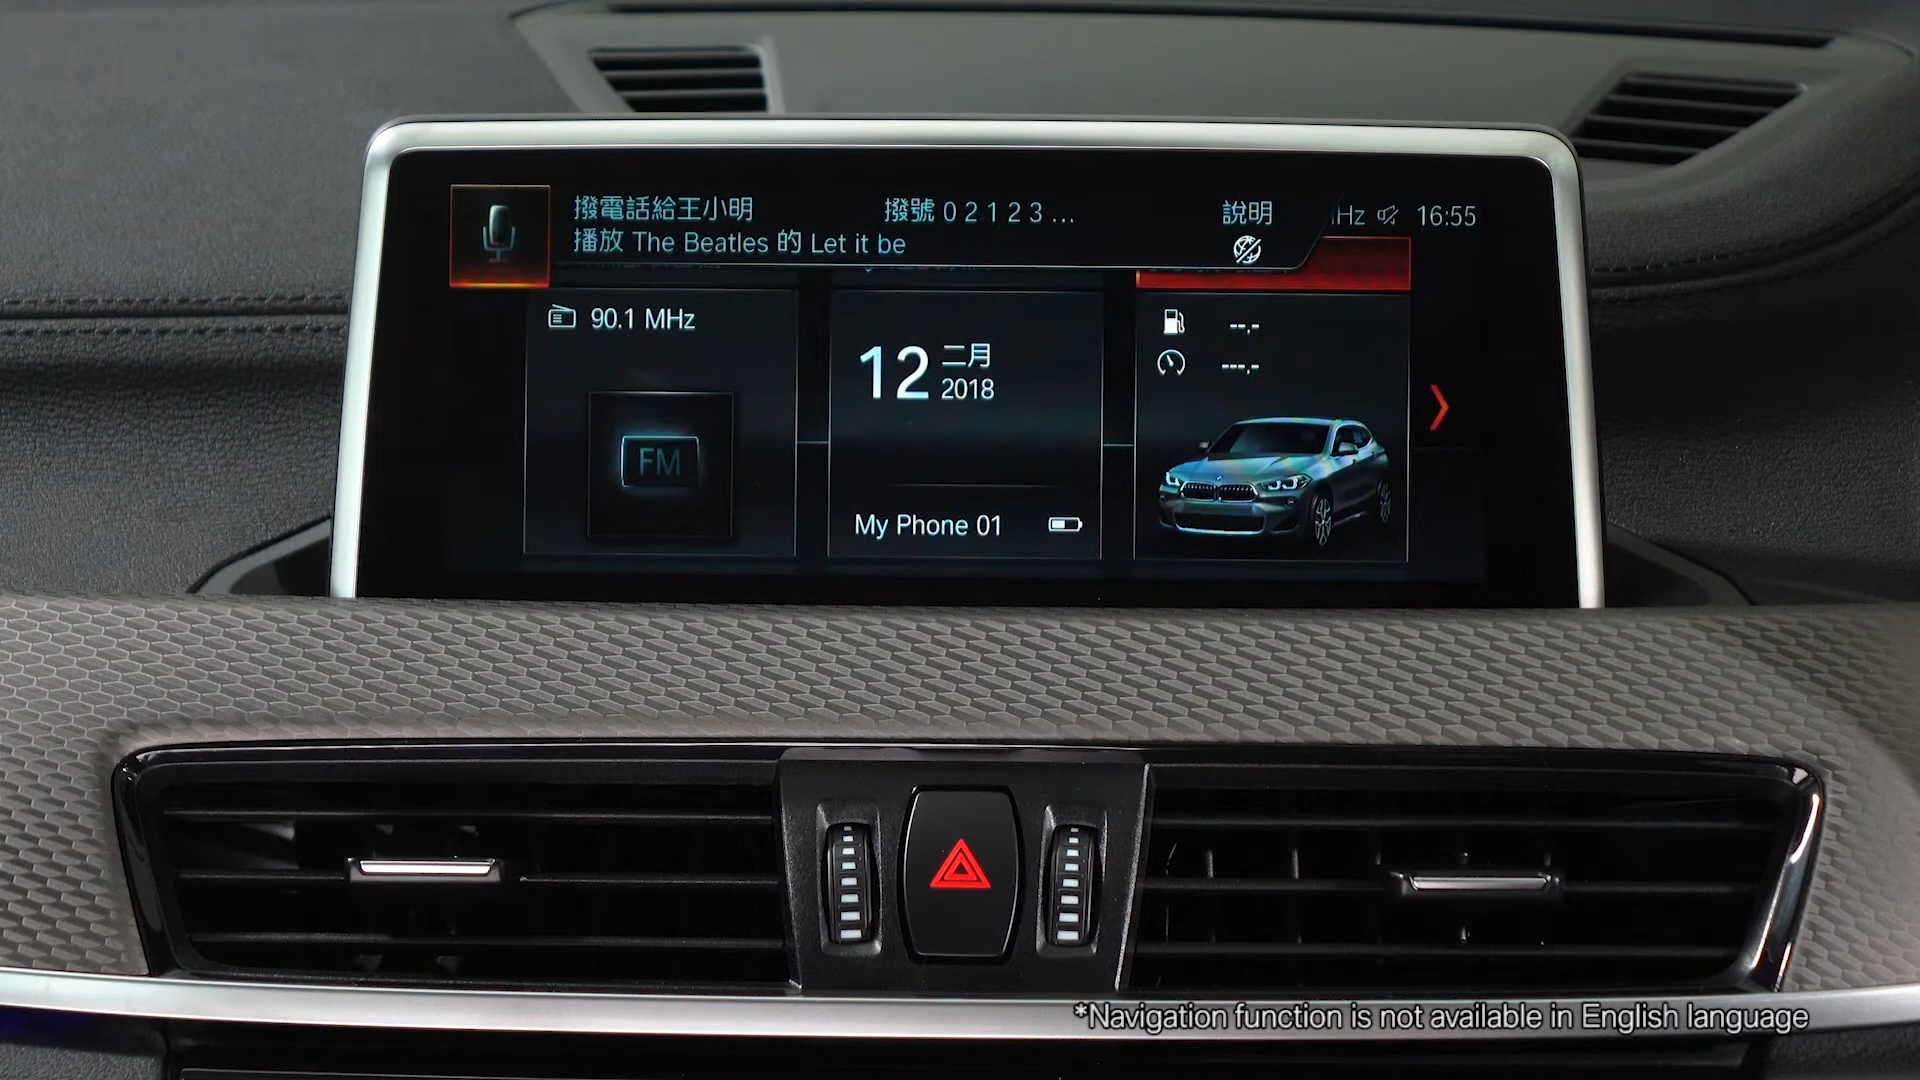 撥電話給王小明 撥號 0 2 1 2 3 ... 說明
播放 The Beatles 的 Let it be
Hz 16:55
90.1 MHz
FM
12 二月
2018
My Phone 01
--.-
---.-
*Navigation function is not available in English language